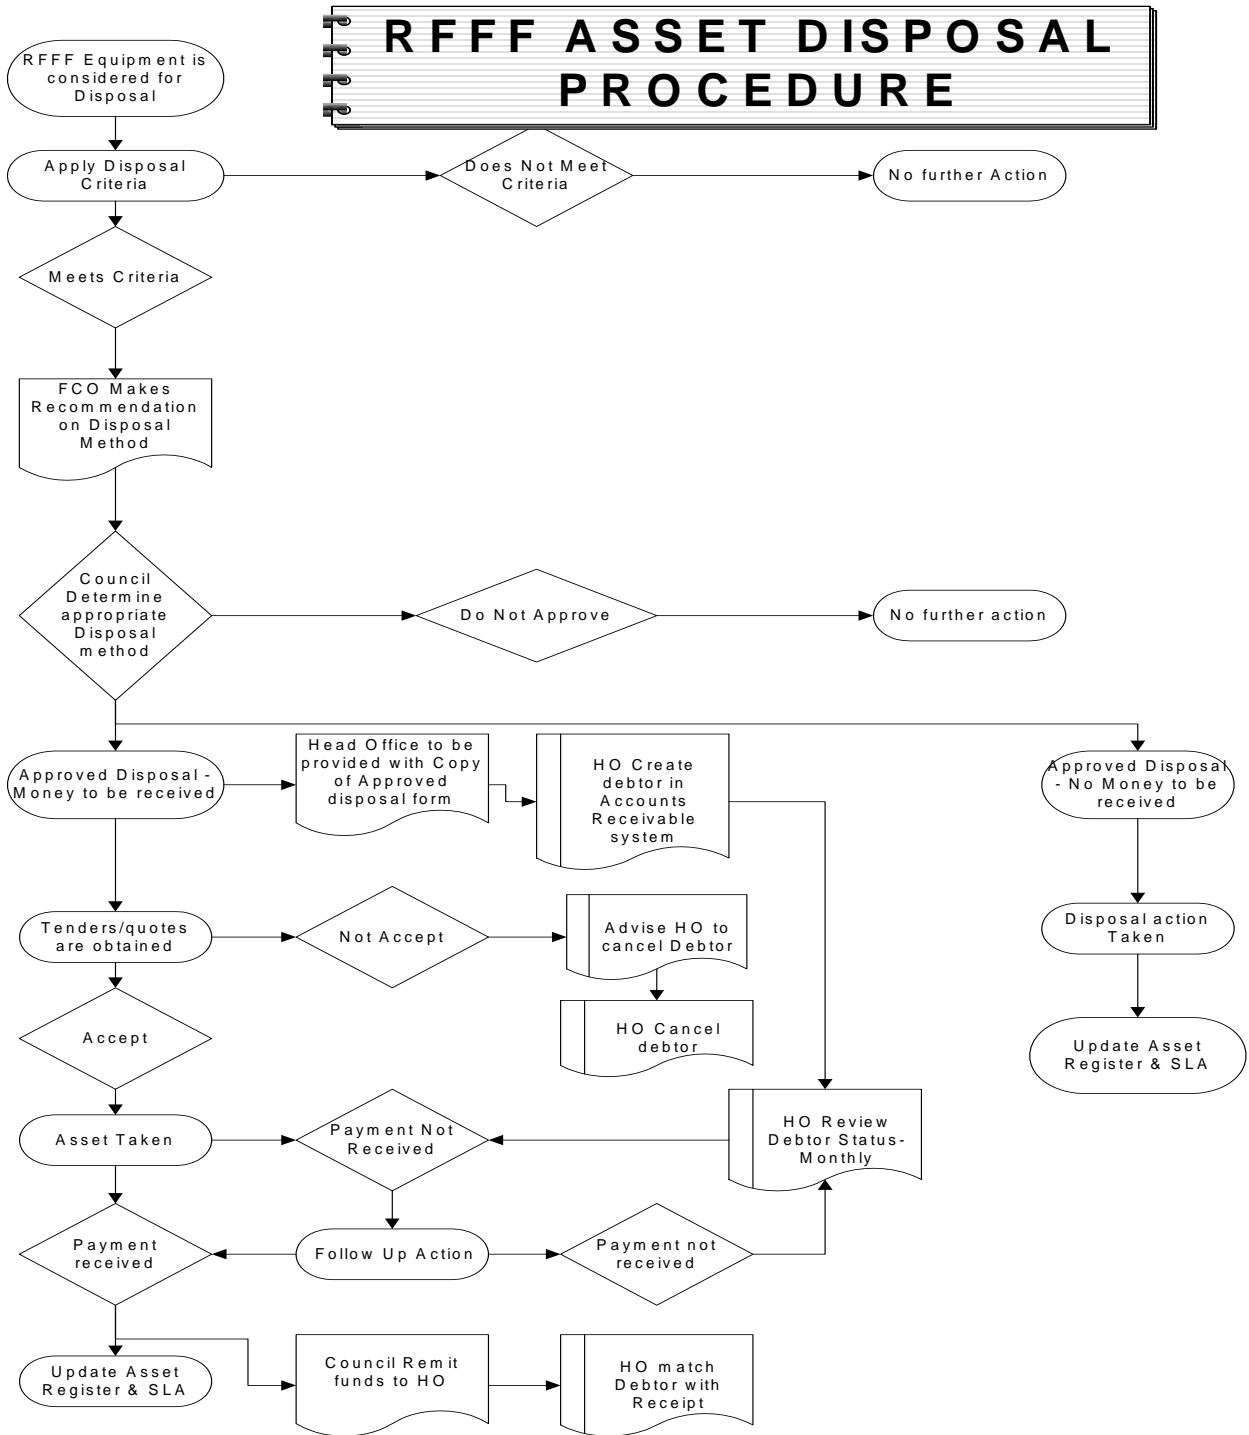 RFFF ASSET DISPOSAL
PROCEDURE
RFFF Equipment is
considered for
Disposal
Apply Disposal
Criteria
Does Not Meet
Criteria
No further Action
Meets Criteria
FCO Makes
Recommendation
on Disposal
Method
Council
Determine
appropriate
Disposal
method
Do Not Approve
No further action
Approved Disposal -
Money to be received
Head Office to be
provided with Copy
of Approved
disposal form
HO Create
debtor in
Accounts
Receivable
system
Approved Disposal
- No Money to be
received
Tenders/quotes
are obtained
Not Accept
Advise HO to
cancel Debtor
Disposal action
Taken
Accept
HO Cancel
debtor
Update Asset
Register & SLA
Asset Taken
Payment Not
Received
HO Review
Debtor Status-
Monthly
Payment
received
Follow Up Action
Payment not
received
Update Asset
Register & SLA
Council Remit
funds to HO
HO match
Debtor with
Receipt